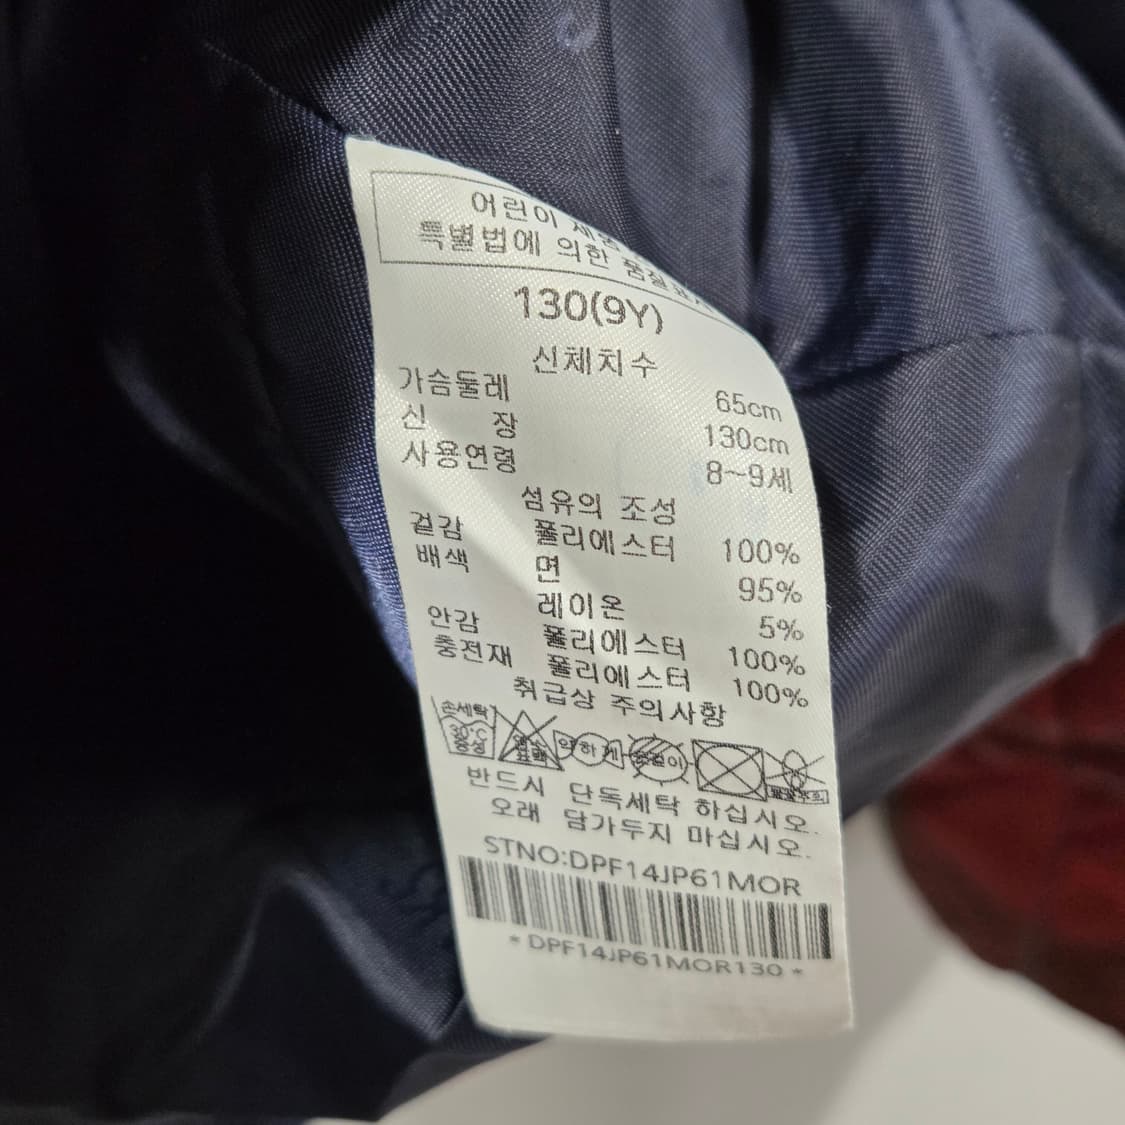 어린이
특별법에 의한 품질
130(9Y)
신체치수
가슴둘레 65cm
신 장 130cm
사용연령 8~9세
섬유의 조성
겉감 폴리에스터 100%
배색 면 95%
레이온 5%
안감 폴리에스터 100%
충전재 폴리에스터 100%
취급상 주의사항
손세탁 약하게 옷걸이
30℃ 중성
반드시 단독세탁 하십시오.
오래 담가두지 마십시오.
STNO:DPF14JP61MOR
* DPF14JP61MOR130 *